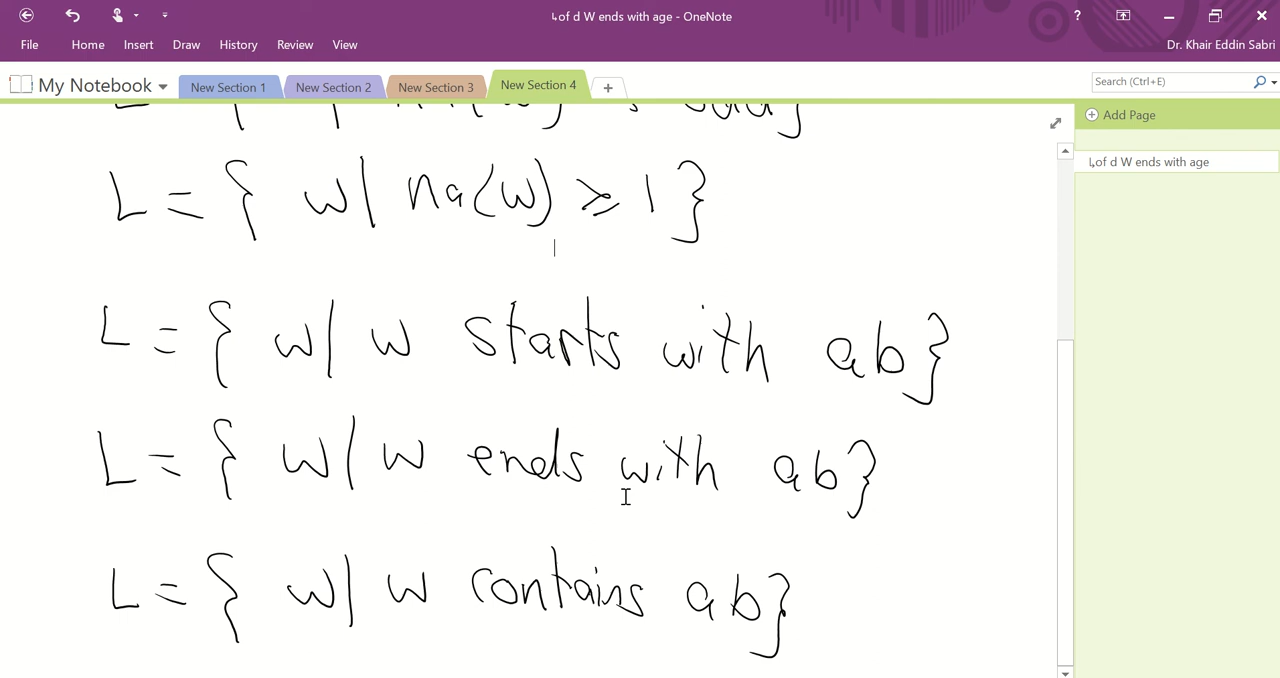 ↳of d W ends with age - OneNote
?
File Home Insert Draw History Review View
Dr. Khair Eddin Sabri
My Notebook
New Section 1
New Section 2
New Section 3
New Section 4
+
Search (Ctrl+E)
Add Page
↳of d W ends with age
L = { w | na(w) ≥ 1 }
L = { w | w starts with ab }
L = { w | w ends with ab }
L = { w | w contains ab }